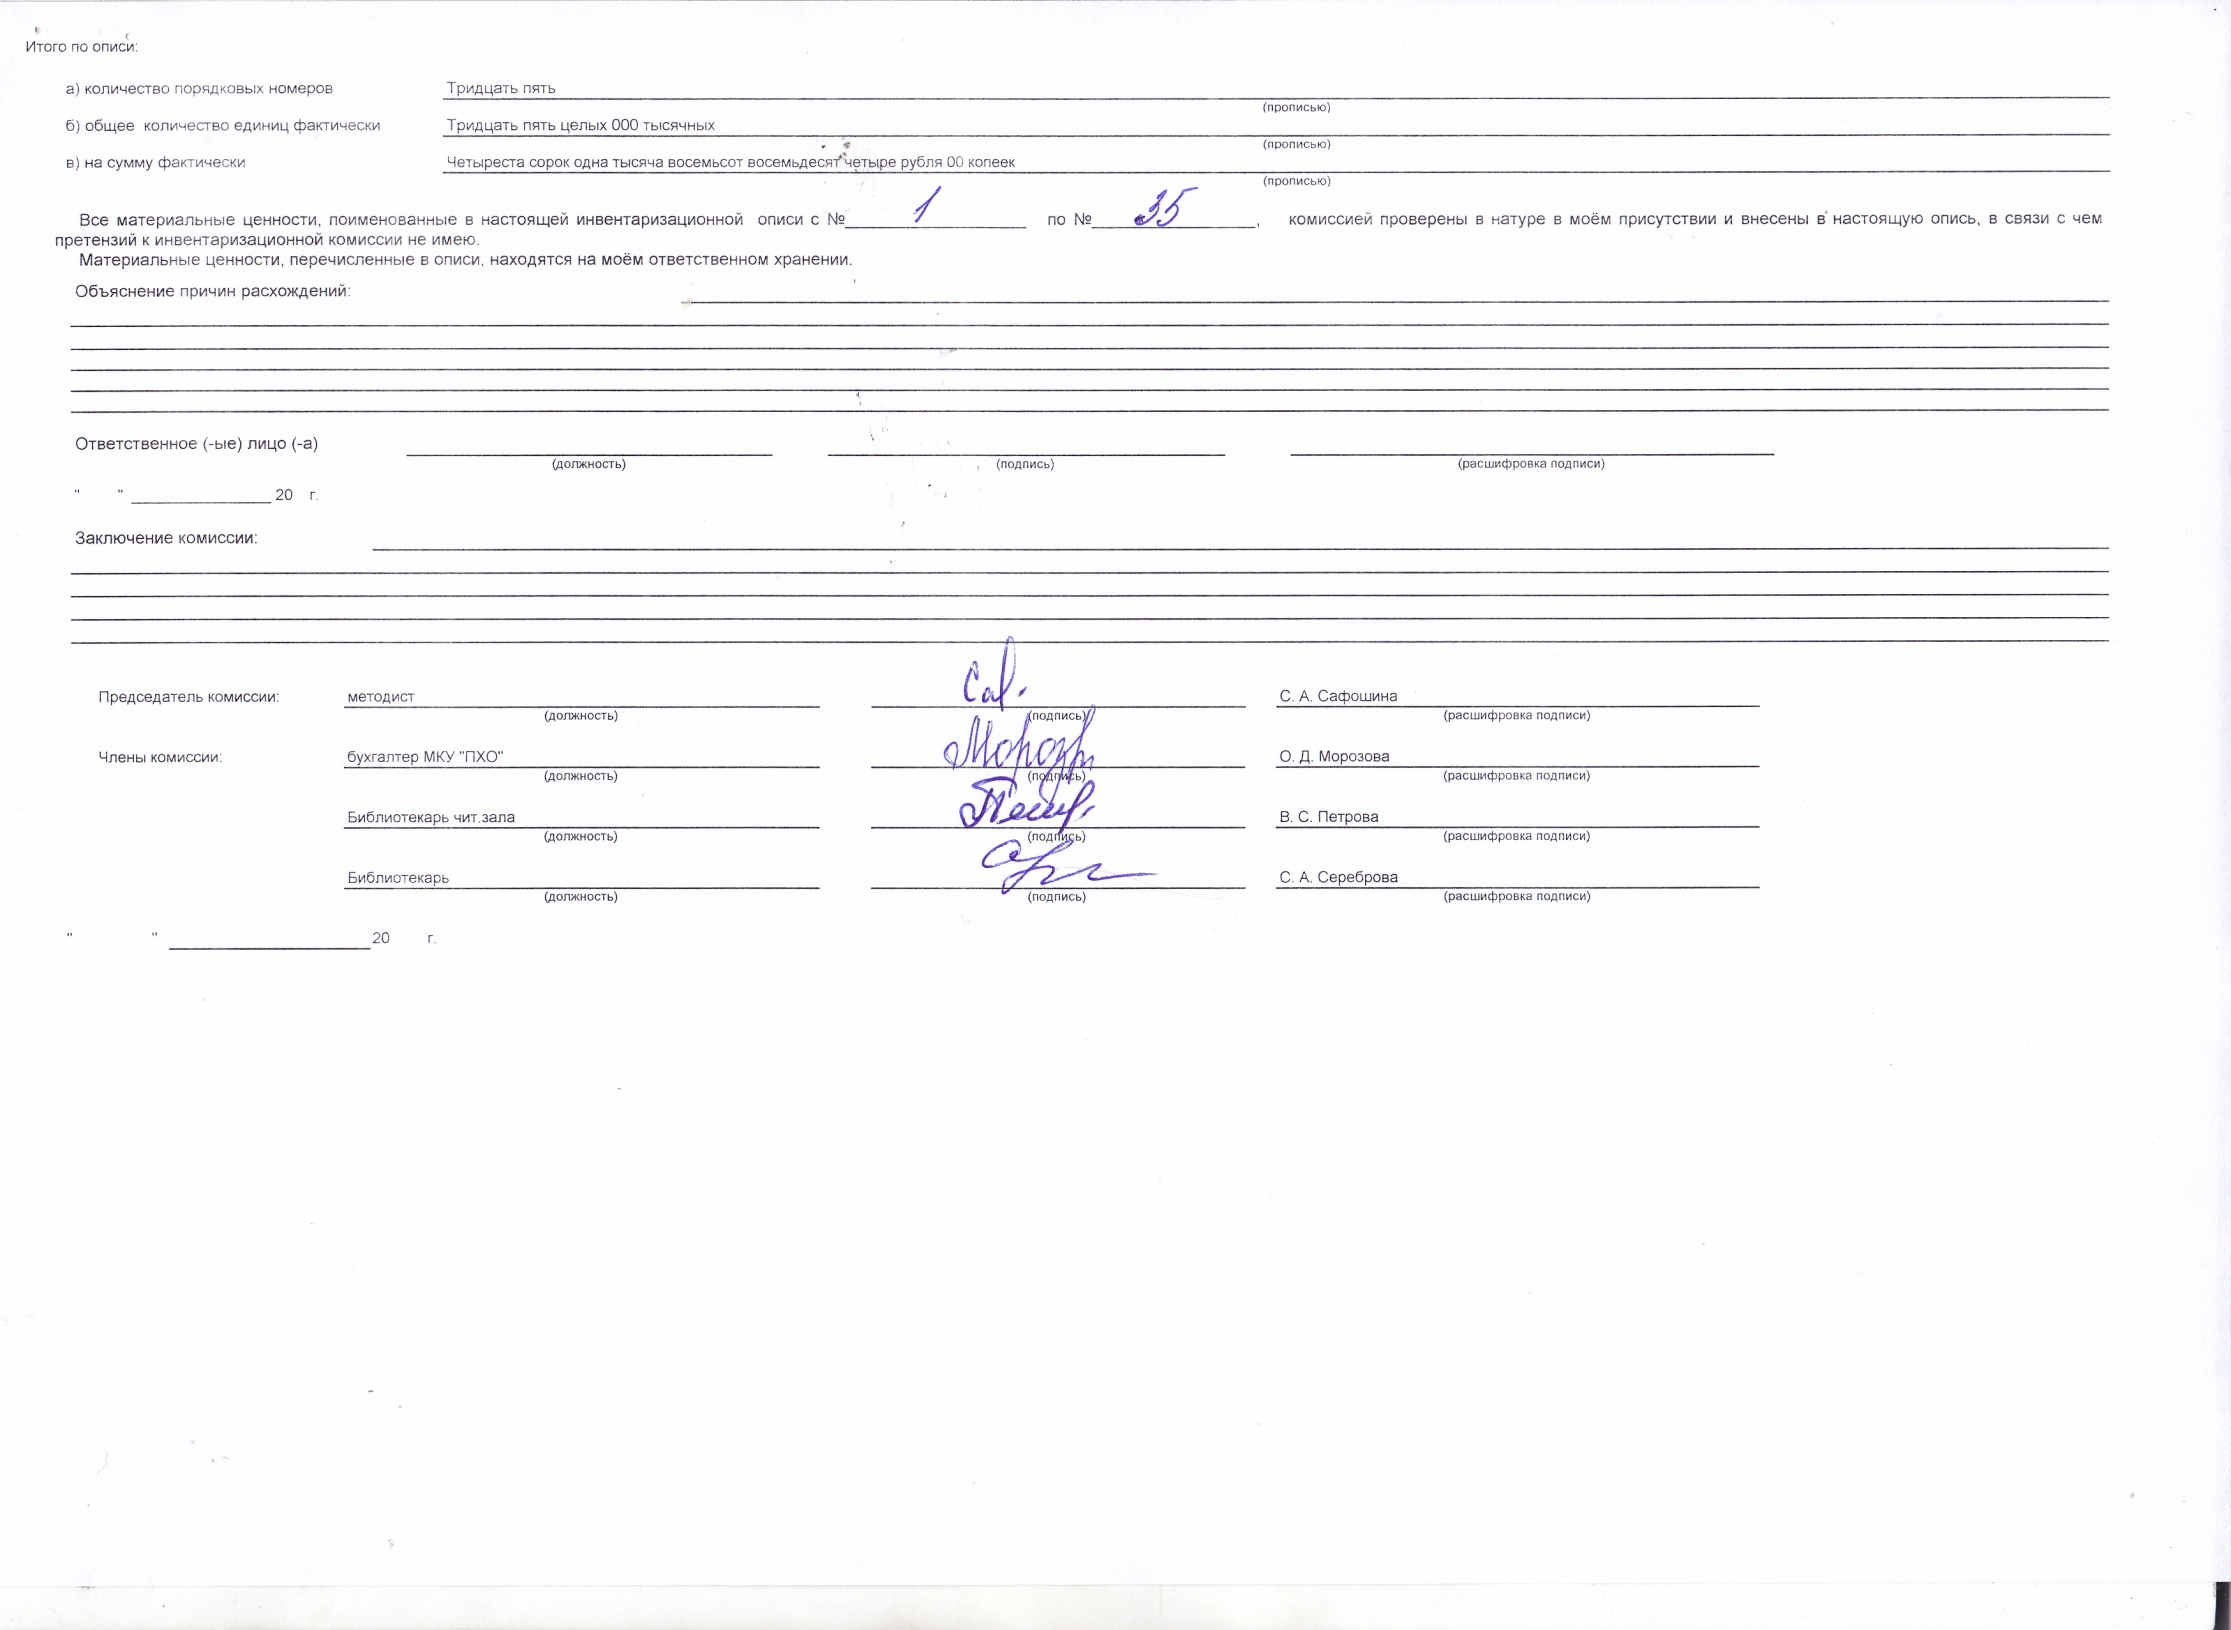 Итого по описи:
а) количество порядковых номеров Тридцать пять
(прописью)
б) общее количество единиц фактически Тридцать пять целых 000 тысячных
(прописью)
в) на сумму фактически Четыреста сорок одна тысяча восемьсот восемьдесят четыре рубля 00 копеек
(прописью)
Все материальные ценности, поименованные в настоящей инвентаризационной описи с № 1 по № 35, комиссией проверены в натуре в моём присутствии и внесены в настоящую опись, в связи с чем
претензий к инвентаризационной комиссии не имею.
Материальные ценности, перечисленные в описи, находятся на моём ответственном хранении.
Объяснение причин расхождений:
Ответственное (-ые) лицо (-а)
(должность) (подпись) (расшифровка подписи)
" " 20 г.
Заключение комиссии:
Председатель комиссии: методист Саф. С. А. Сафошина
(должность) (подпись) (расшифровка подписи)
Члены комиссии: бухгалтер МКУ "ПХО" О. Д. Морозова
(должность) (подпись) (расшифровка подписи)
Библиотекарь чит.зала В. С. Петрова
(должность) (подпись) (расшифровка подписи)
Библиотекарь С. А. Сереброва
(должность) (подпись) (расшифровка подписи)
" " 20 г.